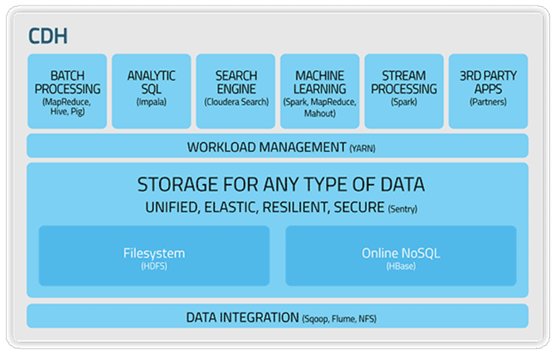 CDH
BATCH
PROCESSING
(MapReduce,
Hive, Pig)
ANALYTIC
SQL
(Impala)
SEARCH
ENGINE
(Cloudera Search)
MACHINE
LEARNING
(Spark, MapReduce,
Mahout)
STREAM
PROCESSING
(Spark)
3RD PARTY
APPS
(Partners)
WORKLOAD MANAGEMENT (YARN)
STORAGE FOR ANY TYPE OF DATA
UNIFIED, ELASTIC, RESILIENT, SECURE (Sentry)
Filesystem
(HDFS)
Online NoSQL
(HBase)
DATA INTEGRATION (Sqoop, Flume, NFS)